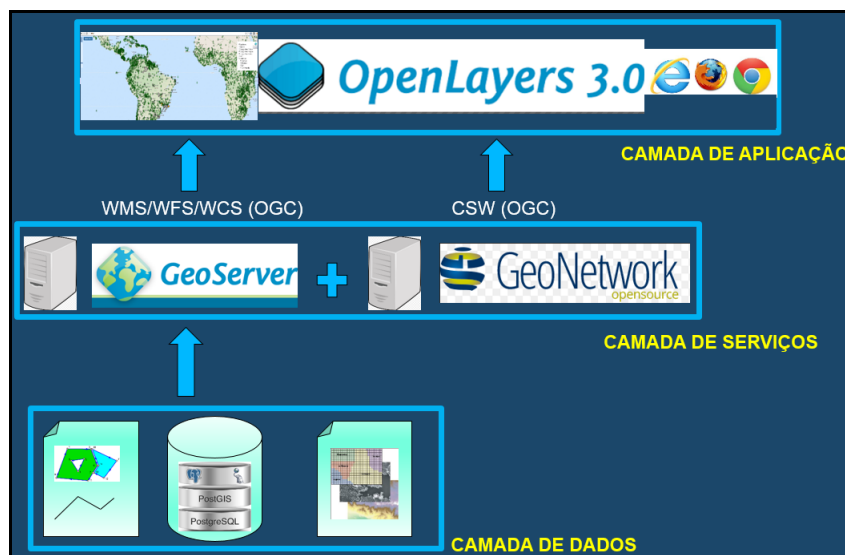 OpenLayers 3.0
CAMADA DE APLICAÇÃO
WMS/WFS/WCS (OGC)
CSW (OGC)
GeoServer
GeoNetwork
opensource
CAMADA DE SERVIÇOS
PostGIS
PostgreSQL
CAMADA DE DADOS